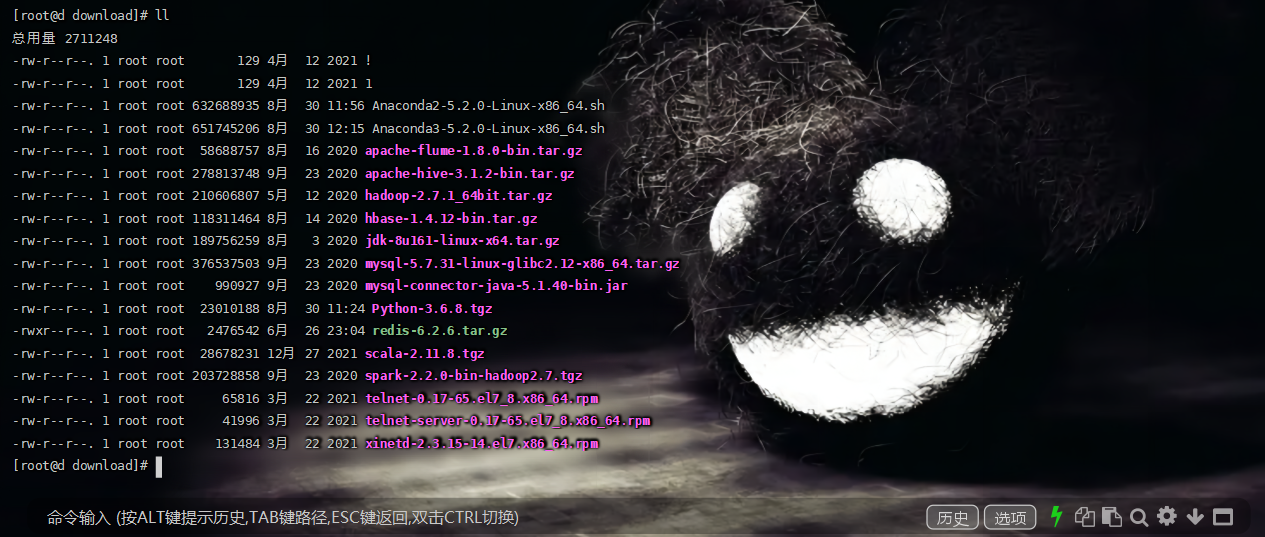 [root@d download]# ll
总用量 2711248
-rw-r--r--. 1 root root       129 4月  12 2021 !
-rw-r--r--. 1 root root       129 4月  12 2021 1
-rw-r--r--. 1 root root 632688935 8月  30 11:56 Anaconda2-5.2.0-Linux-x86_64.sh
-rw-r--r--. 1 root root 651745206 8月  30 12:15 Anaconda3-5.2.0-Linux-x86_64.sh
-rw-r--r--. 1 root root  58688757 8月  16 2020 apache-flume-1.8.0-bin.tar.gz
-rw-r--r--. 1 root root 278813748 9月  23 2020 apache-hive-3.1.2-bin.tar.gz
-rw-r--r--. 1 root root 210606807 5月  12 2020 hadoop-2.7.1_64bit.tar.gz
-rw-r--r--. 1 root root 118311464 8月  14 2020 hbase-1.4.12-bin.tar.gz
-rw-r--r--. 1 root root 189756259 8月   3 2020 jdk-8u161-linux-x64.tar.gz
-rw-r--r--. 1 root root 376537503 9月  23 2020 mysql-5.7.31-linux-glibc2.12-x86_64.tar.gz
-rw-r--r--. 1 root root    990927 9月  23 2020 mysql-connector-java-5.1.40-bin.jar
-rw-r--r--. 1 root root  23010188 8月  30 11:24 Python-3.6.8.tgz
-rwxr--r--. 1 root root   2476542 6月  26 23:04 redis-6.2.6.tar.gz
-rw-r--r--. 1 root root  28678231 12月 27 2021 scala-2.11.8.tgz
-rw-r--r--. 1 root root 203728858 9月  23 2020 spark-2.2.0-bin-hadoop2.7.tgz
-rw-r--r--. 1 root root     65816 3月  22 2021 telnet-0.17-65.el7_8.x86_64.rpm
-rw-r--r--. 1 root root     41996 3月  22 2021 telnet-server-0.17-65.el7_8.x86_64.rpm
-rw-r--r--. 1 root root    131484 3月  22 2021 xinetd-2.3.15-14.el7.x86_64.rpm
[root@d download]#
命令输入 (按ALT键提示历史,TAB键路径,ESC键返回,双击CTRL切换) 历史 选项